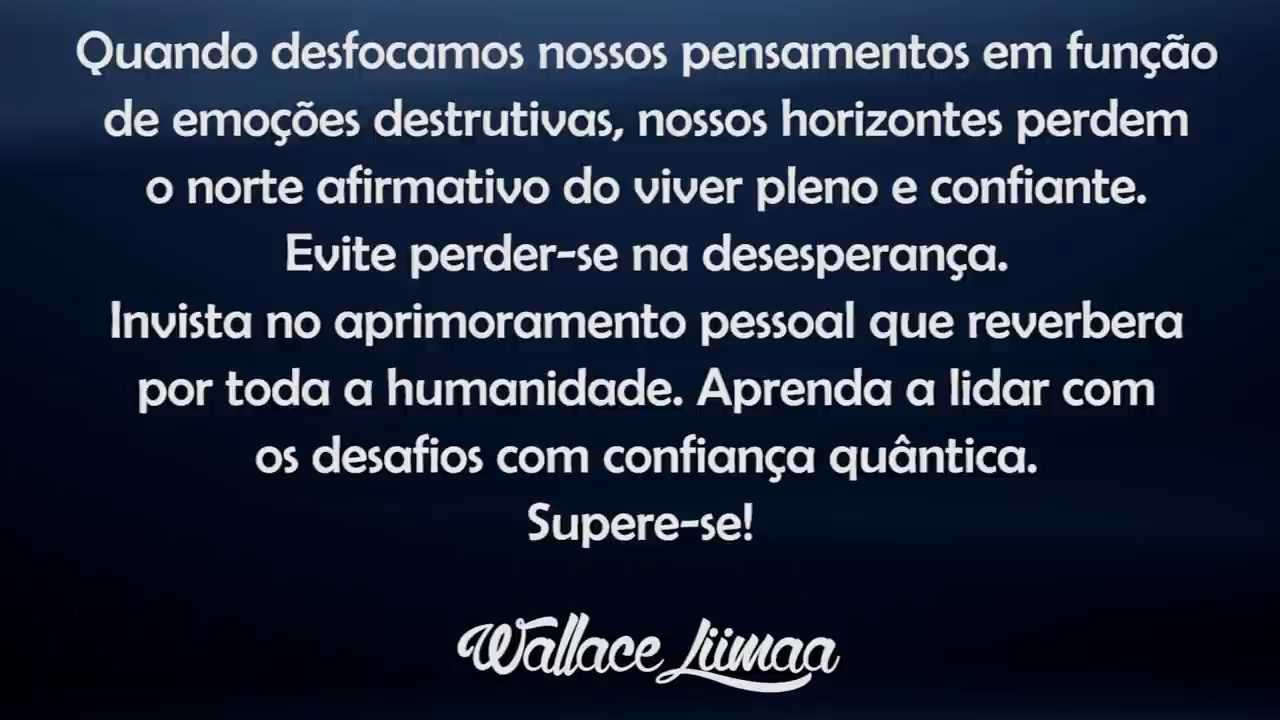 Quando desfocamos nossos pensamentos em função
de emoções destrutivas, nossos horizontes perdem
o norte afirmativo do viver pleno e confiante.
Evite perder-se na desesperança.
Invista no aprimoramento pessoal que reverbera
por toda a humanidade. Aprenda a lidar com
os desafios com confiança quântica.
Supere-se!
Wallace Liimaa